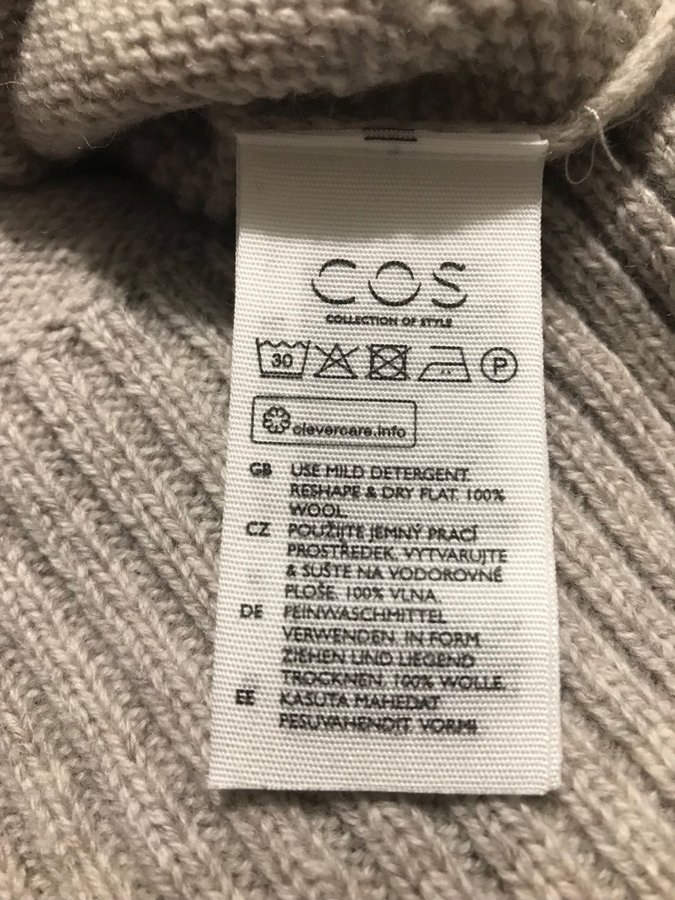 COS
COLLECTION OF STYLE
30 P
clevercare.info
GB USE MILD DETERGENT.
RESHAPE & DRY FLAT. 100%
WOOL.
CZ POUŽIJTE JEMNÝ PRACÍ
PROSTŘEDEK. VYTVARUJTE
& SUŠTE NA VODOROVNÉ
PLOŠE. 100% VLNA.
DE FEINWASCHMITTEL
VERWENDEN. IN FORM
ZIEHEN UND LIEGEND
TROCKNEN. 100% WOLLE.
EE KASUTA MAHEDAT
PESUVAHENDIT. VORMI